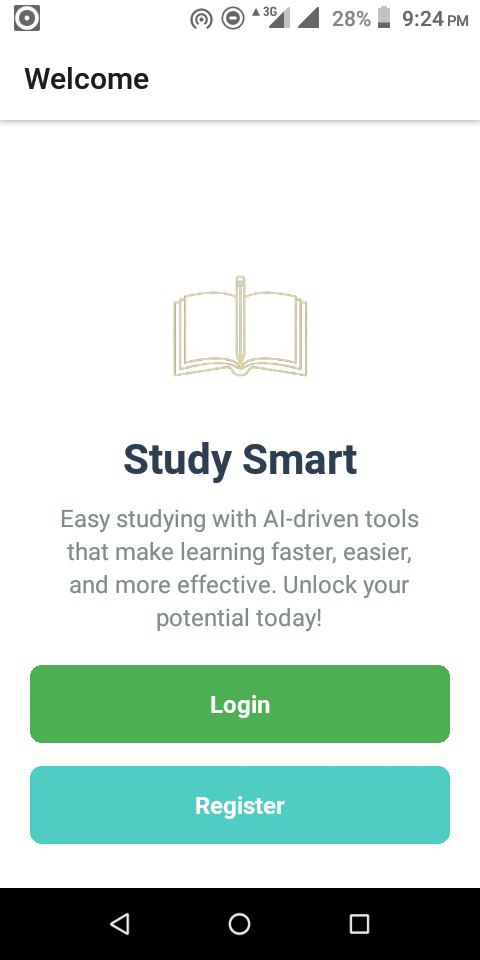 3G 28% 9:24 PM
Welcome
Study Smart
Easy studying with AI-driven tools
that make learning faster, easier,
and more effective. Unlock your
potential today!
Login
Register